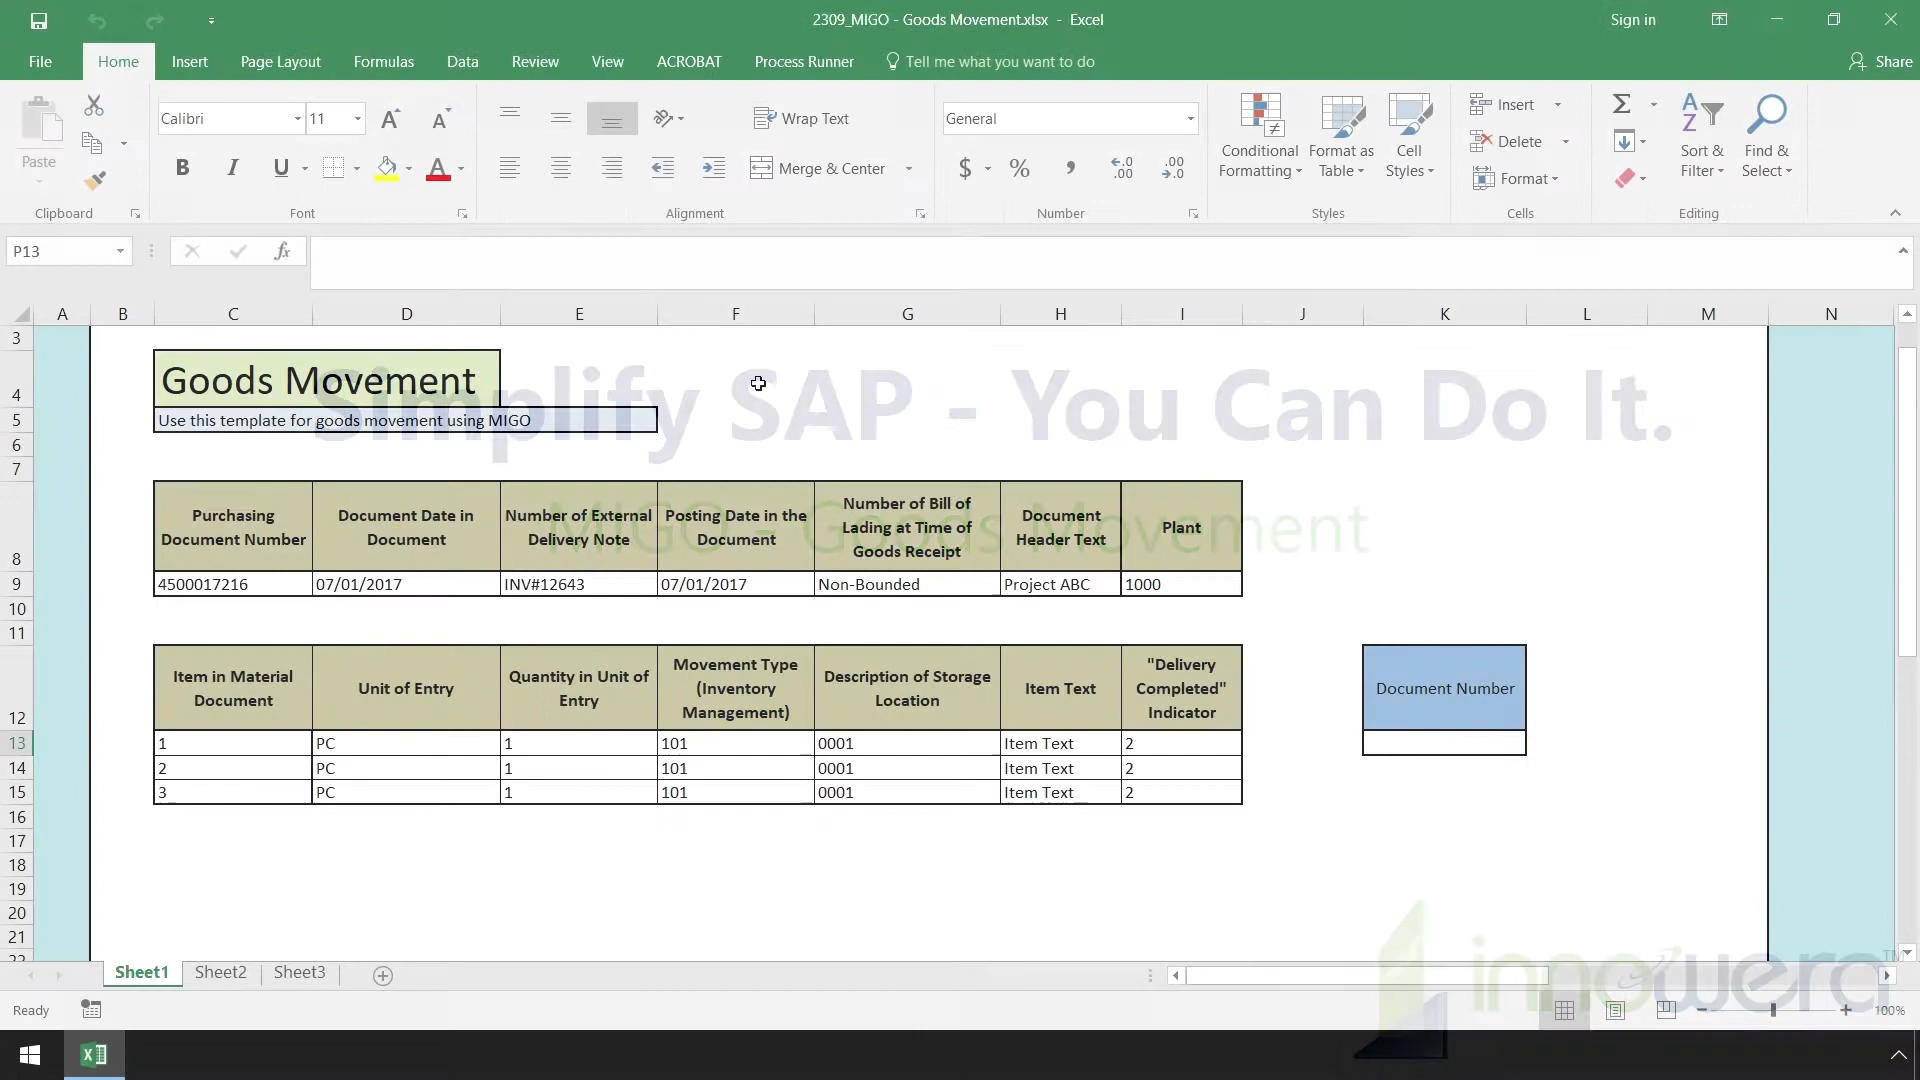 2309_MIGO - Goods Movement.xlsx - Excel
Sign in
File Home Insert Page Layout Formulas Data Review View ACROBAT Process Runner Tell me what you want to do Share
Paste
Clipboard
Calibri 11
B I U A
Font
Wrap Text
Merge & Center
Alignment
General
$ % , .0 .00 .00 .0
Number
Conditional Formatting
Format as Table
Cell Styles
Styles
Insert
Delete
Format
Cells
Sort & Filter
Find & Select
Editing
P13 fx
A B C D E F G H I J K L M N
3
Simplify SAP - You Can Do It.
4 Goods Movement
5 Use this template for goods movement using MIGO
6
7
MIGO - Goods Movement
8 Purchasing Document Number Document Date in Document Number of External Delivery Note Posting Date in the Document Number of Bill of Lading at Time of Goods Receipt Document Header Text Plant
9 4500017216 07/01/2017 INV#12643 07/01/2017 Non-Bounded Project ABC 1000
10
11
12 Item in Material Document Unit of Entry Quantity in Unit of Entry Movement Type (Inventory Management) Description of Storage Location Item Text "Delivery Completed" Indicator Document Number
13 1 PC 1 101 0001 Item Text 2
14 2 PC 1 101 0001 Item Text 2
15 3 PC 1 101 0001 Item Text 2
16
17
18
19
20
21
22
innowera™
Sheet1 Sheet2 Sheet3
Ready
100%